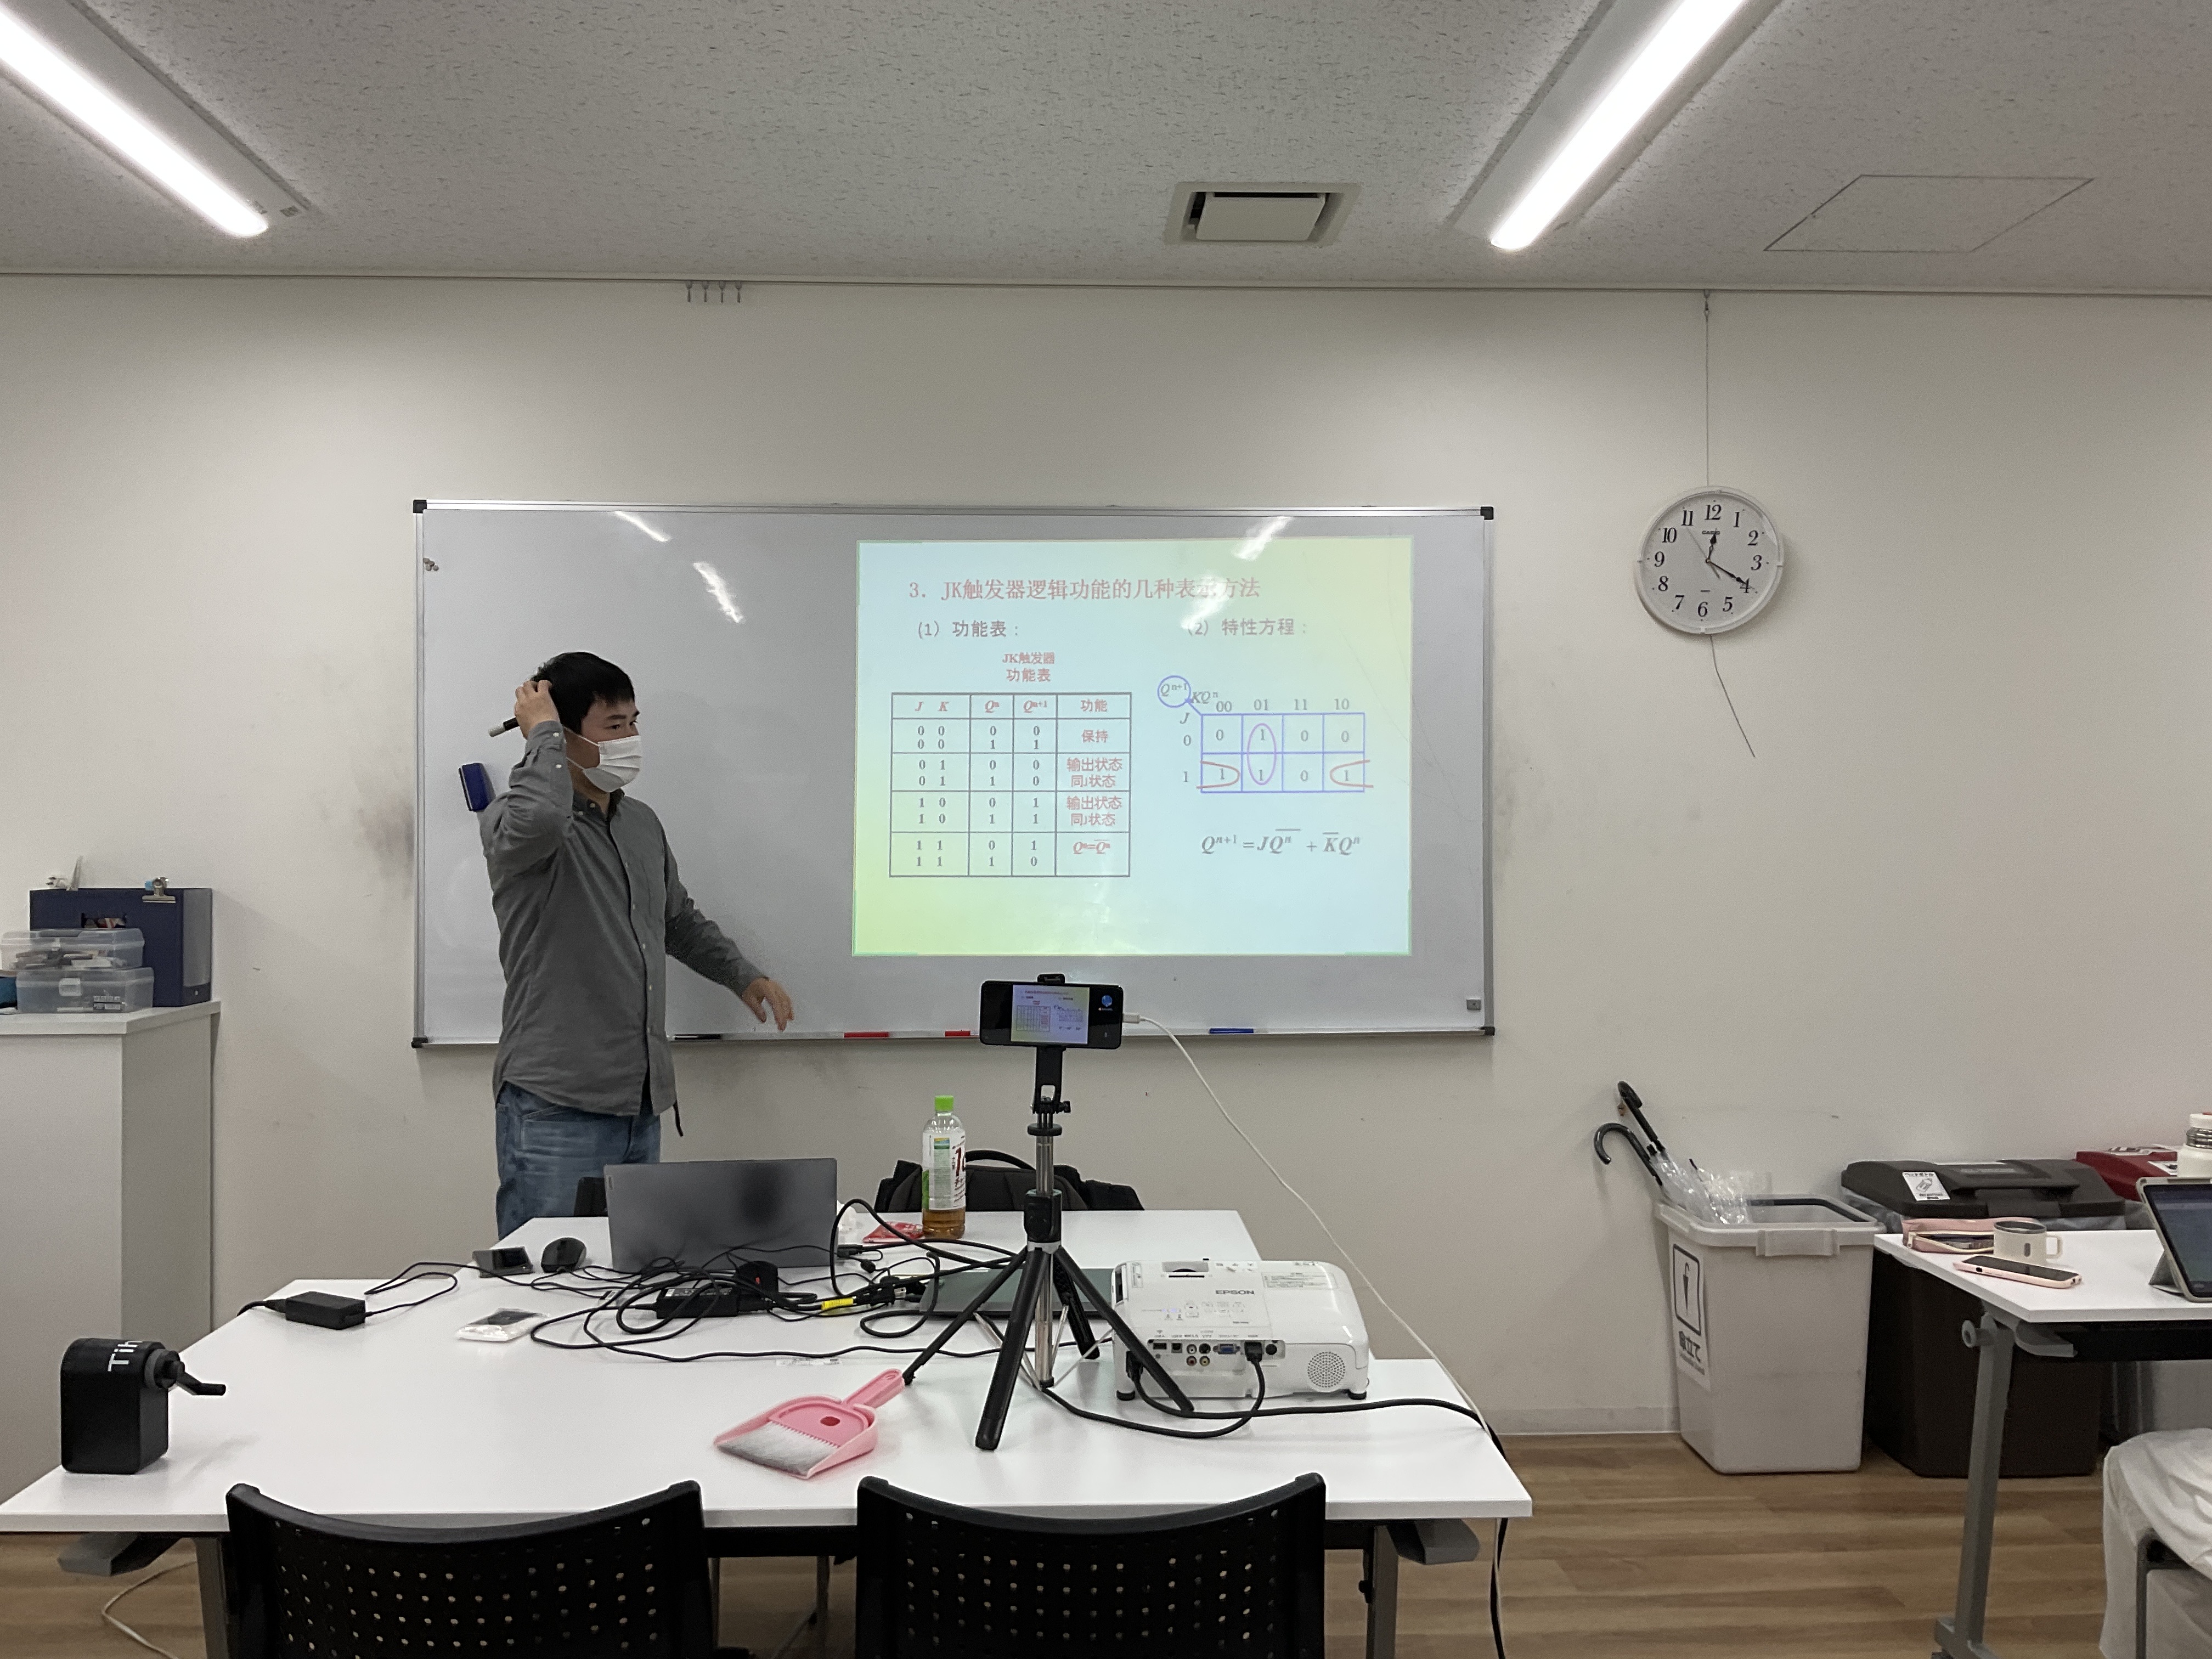 3. JK触发器逻辑功能的几种表示方法
(1) 功能表：
(2) 特性方程：
JK触发器
功能表
J K Qⁿ Qⁿ⁺¹ 功能
0 0 0 0
0 0 1 1
保持
0 1 0 0 输出状态
0 1 1 0 同J状态
1 0 0 1 输出状态
1 0 1 1 同J状态
1 1 0 1
1 1 1 0
Qⁿ=Q̅ⁿ
Qⁿ⁺¹ KQⁿ
J 00 01 11 10
0 0 1 0 0
1 1 1 0 1
Qⁿ⁺¹ = JQ̅ⁿ + K̅Qⁿ
12
1
2
3
4
5
6
7
8
9
10
11
CASIO
EPSON
傘立て